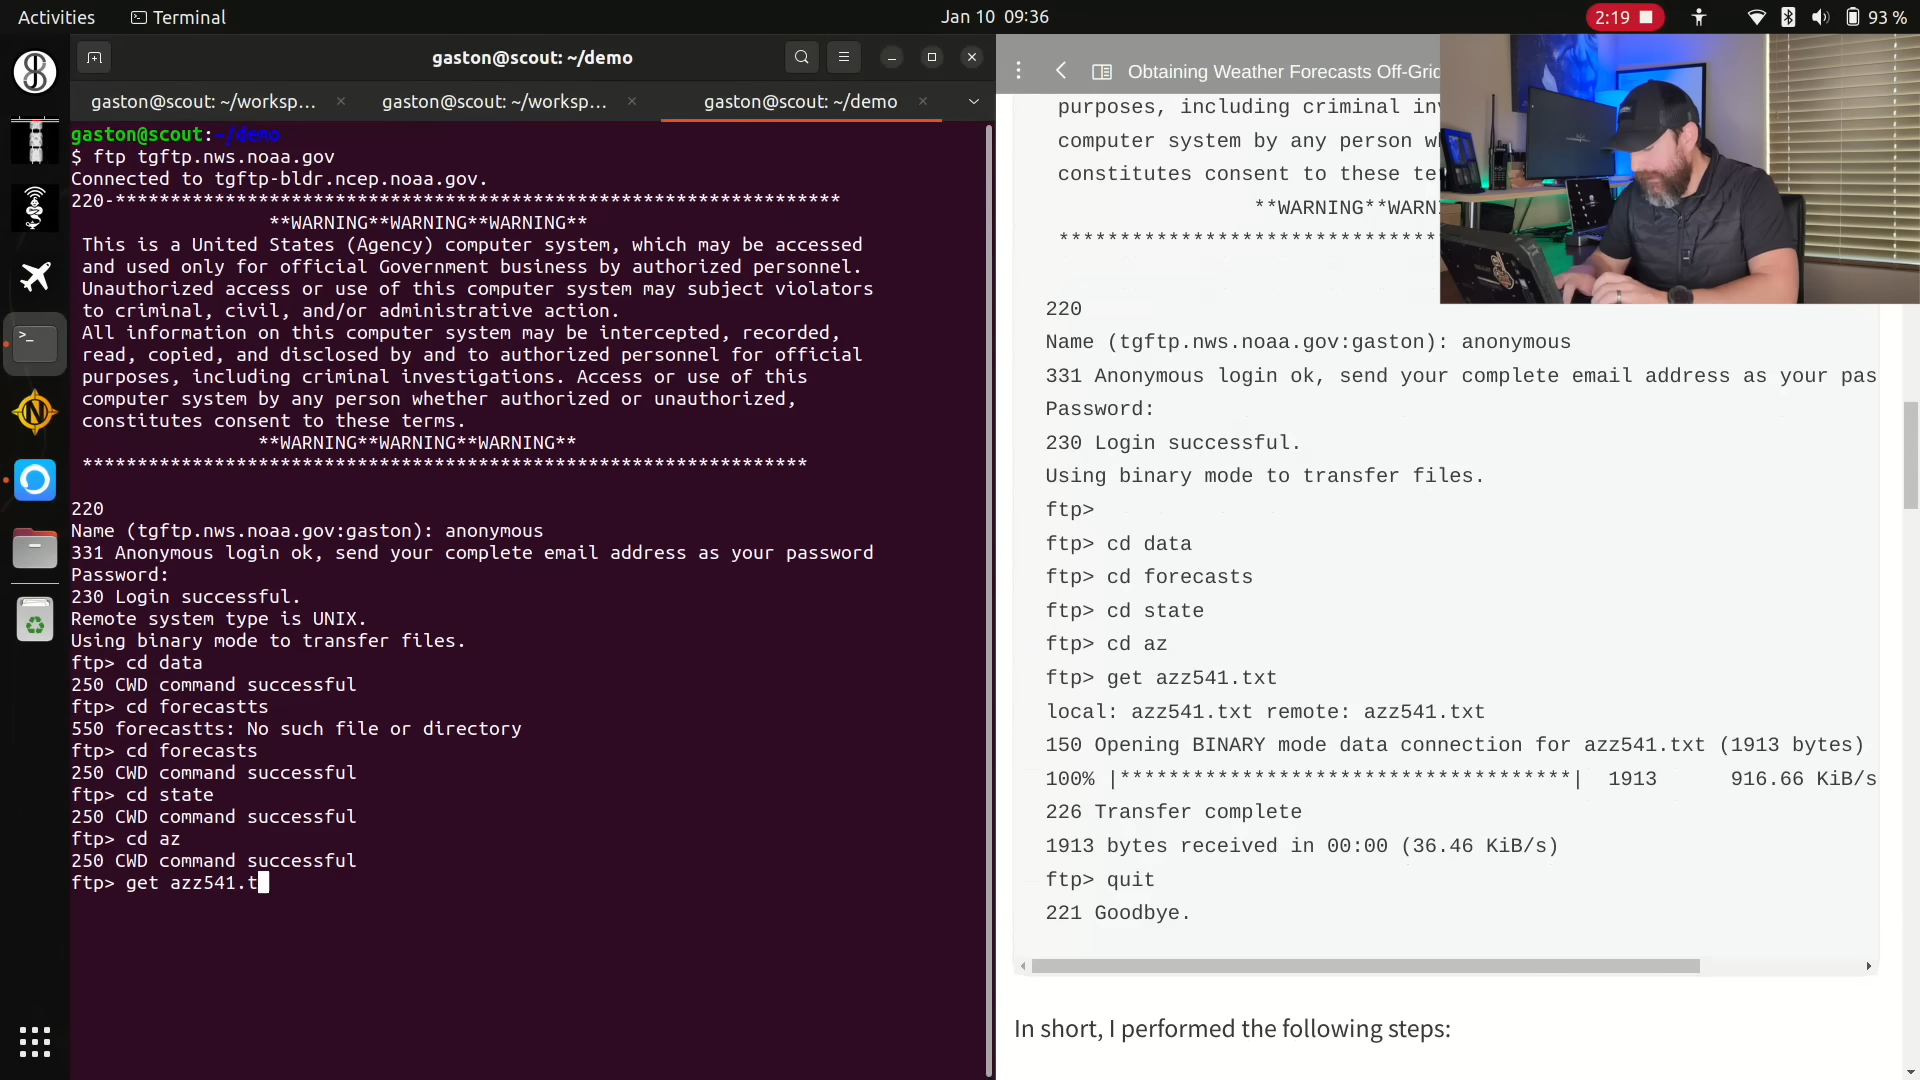 Activities
Terminal
Jan 10 09:36
2:19
93 %
gaston@scout: ~/demo
gaston@scout: ~/worksp...
gaston@scout: ~/worksp...
gaston@scout: ~/demo
gaston@scout:~/demo
$ ftp tgftp.nws.noaa.gov
Connected to tgftp-bldr.ncep.noaa.gov.
220-******************************************************************
**WARNING**WARNING**WARNING**
This is a United States (Agency) computer system, which may be accessed
and used only for official Government business by authorized personnel.
Unauthorized access or use of this computer system may subject violators
to criminal, civil, and/or administrative action.
All information on this computer system may be intercepted, recorded,
read, copied, and disclosed by and to authorized personnel for official
purposes, including criminal investigations. Access or use of this
computer system by any person whether authorized or unauthorized,
constitutes consent to these terms.
**WARNING**WARNING**WARNING**
******************************************************************
220
Name (tgftp.nws.noaa.gov:gaston): anonymous
331 Anonymous login ok, send your complete email address as your password
Password:
230 Login successful.
Remote system type is UNIX.
Using binary mode to transfer files.
ftp> cd data
250 CWD command successful
ftp> cd forecastts
550 forecastts: No such file or directory
ftp> cd forecasts
250 CWD command successful
ftp> cd state
250 CWD command successful
ftp> cd az
250 CWD command successful
ftp> get azz541.t
Obtaining Weather Forecasts Off-Grid
purposes, including criminal inv
computer system by any person w
constitutes consent to these te
**WARNING**WARNI
*******************************
220
Name (tgftp.nws.noaa.gov:gaston): anonymous
331 Anonymous login ok, send your complete email address as your pas
Password:
230 Login successful.
Using binary mode to transfer files.
ftp>
ftp> cd data
ftp> cd forecasts
ftp> cd state
ftp> cd az
ftp> get azz541.txt
local: azz541.txt remote: azz541.txt
150 Opening BINARY mode data connection for azz541.txt (1913 bytes)
100% |*************************************| 1913 916.66 KiB/s
226 Transfer complete
1913 bytes received in 00:00 (36.46 KiB/s)
ftp> quit
221 Goodbye.
In short, I performed the following steps: